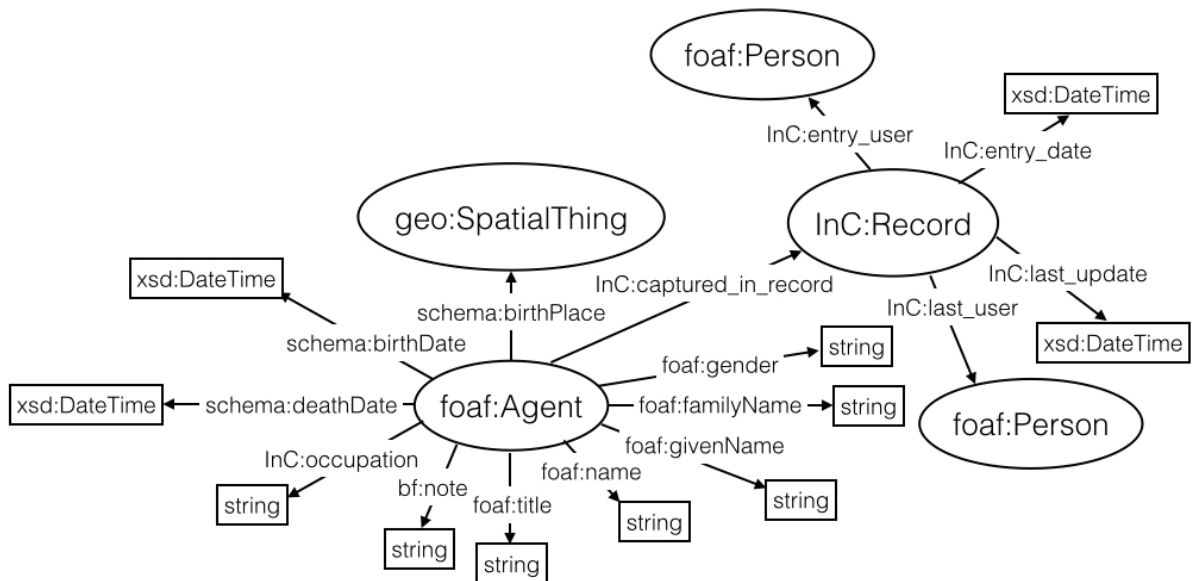 foaf:Person
xsd:DateTime
InC:entry_user
InC:entry_date
geo:SpatialThing
InC:Record
xsd:DateTime
InC:captured_in_record
InC:last_update
InC:last_user
schema:birthPlace
schema:birthDate
string
xsd:DateTime
foaf:gender
xsd:DateTime
schema:deathDate
foaf:Agent
foaf:familyName
string
foaf:Person
foaf:givenName
InC:occupation
foaf:name
bf:note
foaf:title
string
string
string
string
string